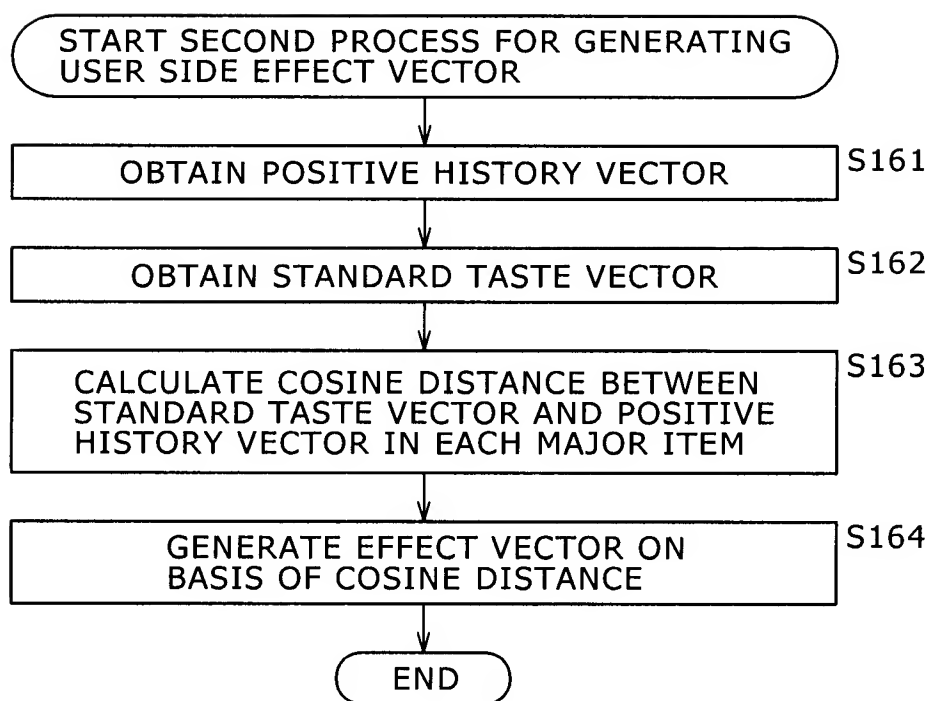 START SECOND PROCESS FOR GENERATING
USER SIDE EFFECT VECTOR
OBTAIN POSITIVE HISTORY VECTOR
S161
OBTAIN STANDARD TASTE VECTOR
S162
CALCULATE COSINE DISTANCE BETWEEN
STANDARD TASTE VECTOR AND POSITIVE
HISTORY VECTOR IN EACH MAJOR ITEM
S163
GENERATE EFFECT VECTOR ON
BASIS OF COSINE DISTANCE
S164
END